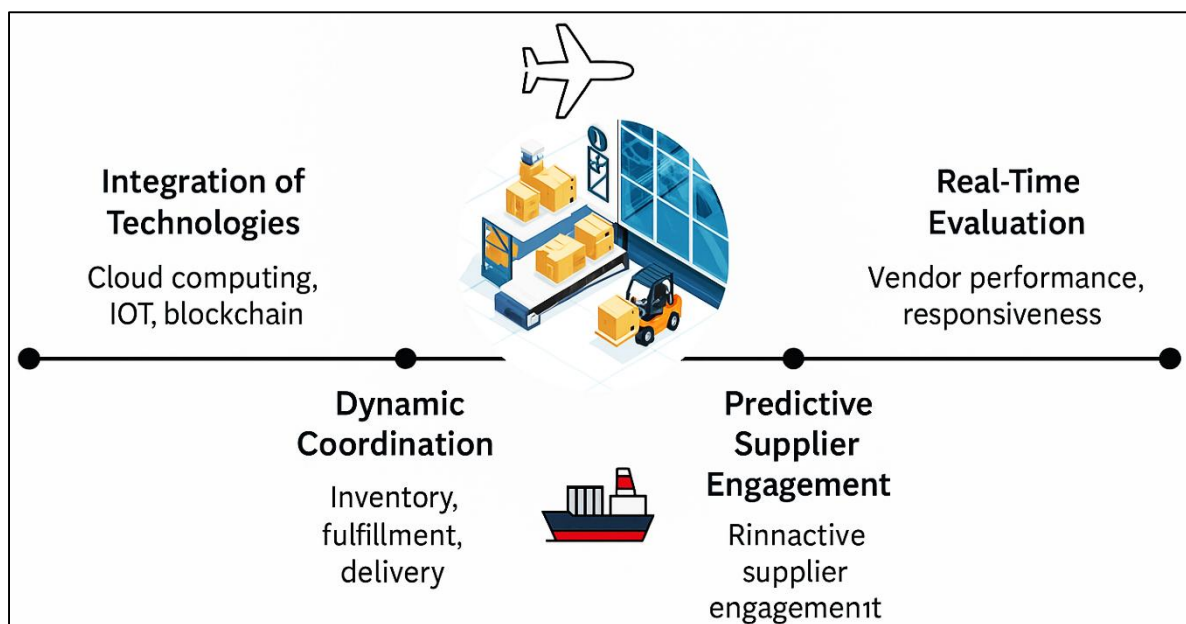 Integration of
Technologies
Cloud computing,
IOT, blockchain
Dynamic
Coordination
Inventory,
fulfillment,
delivery
Predictive
Supplier
Engagement
Rinnactive
supplier
engagemen1t
Real-Time
Evaluation
Vendor performance,
responsiveness